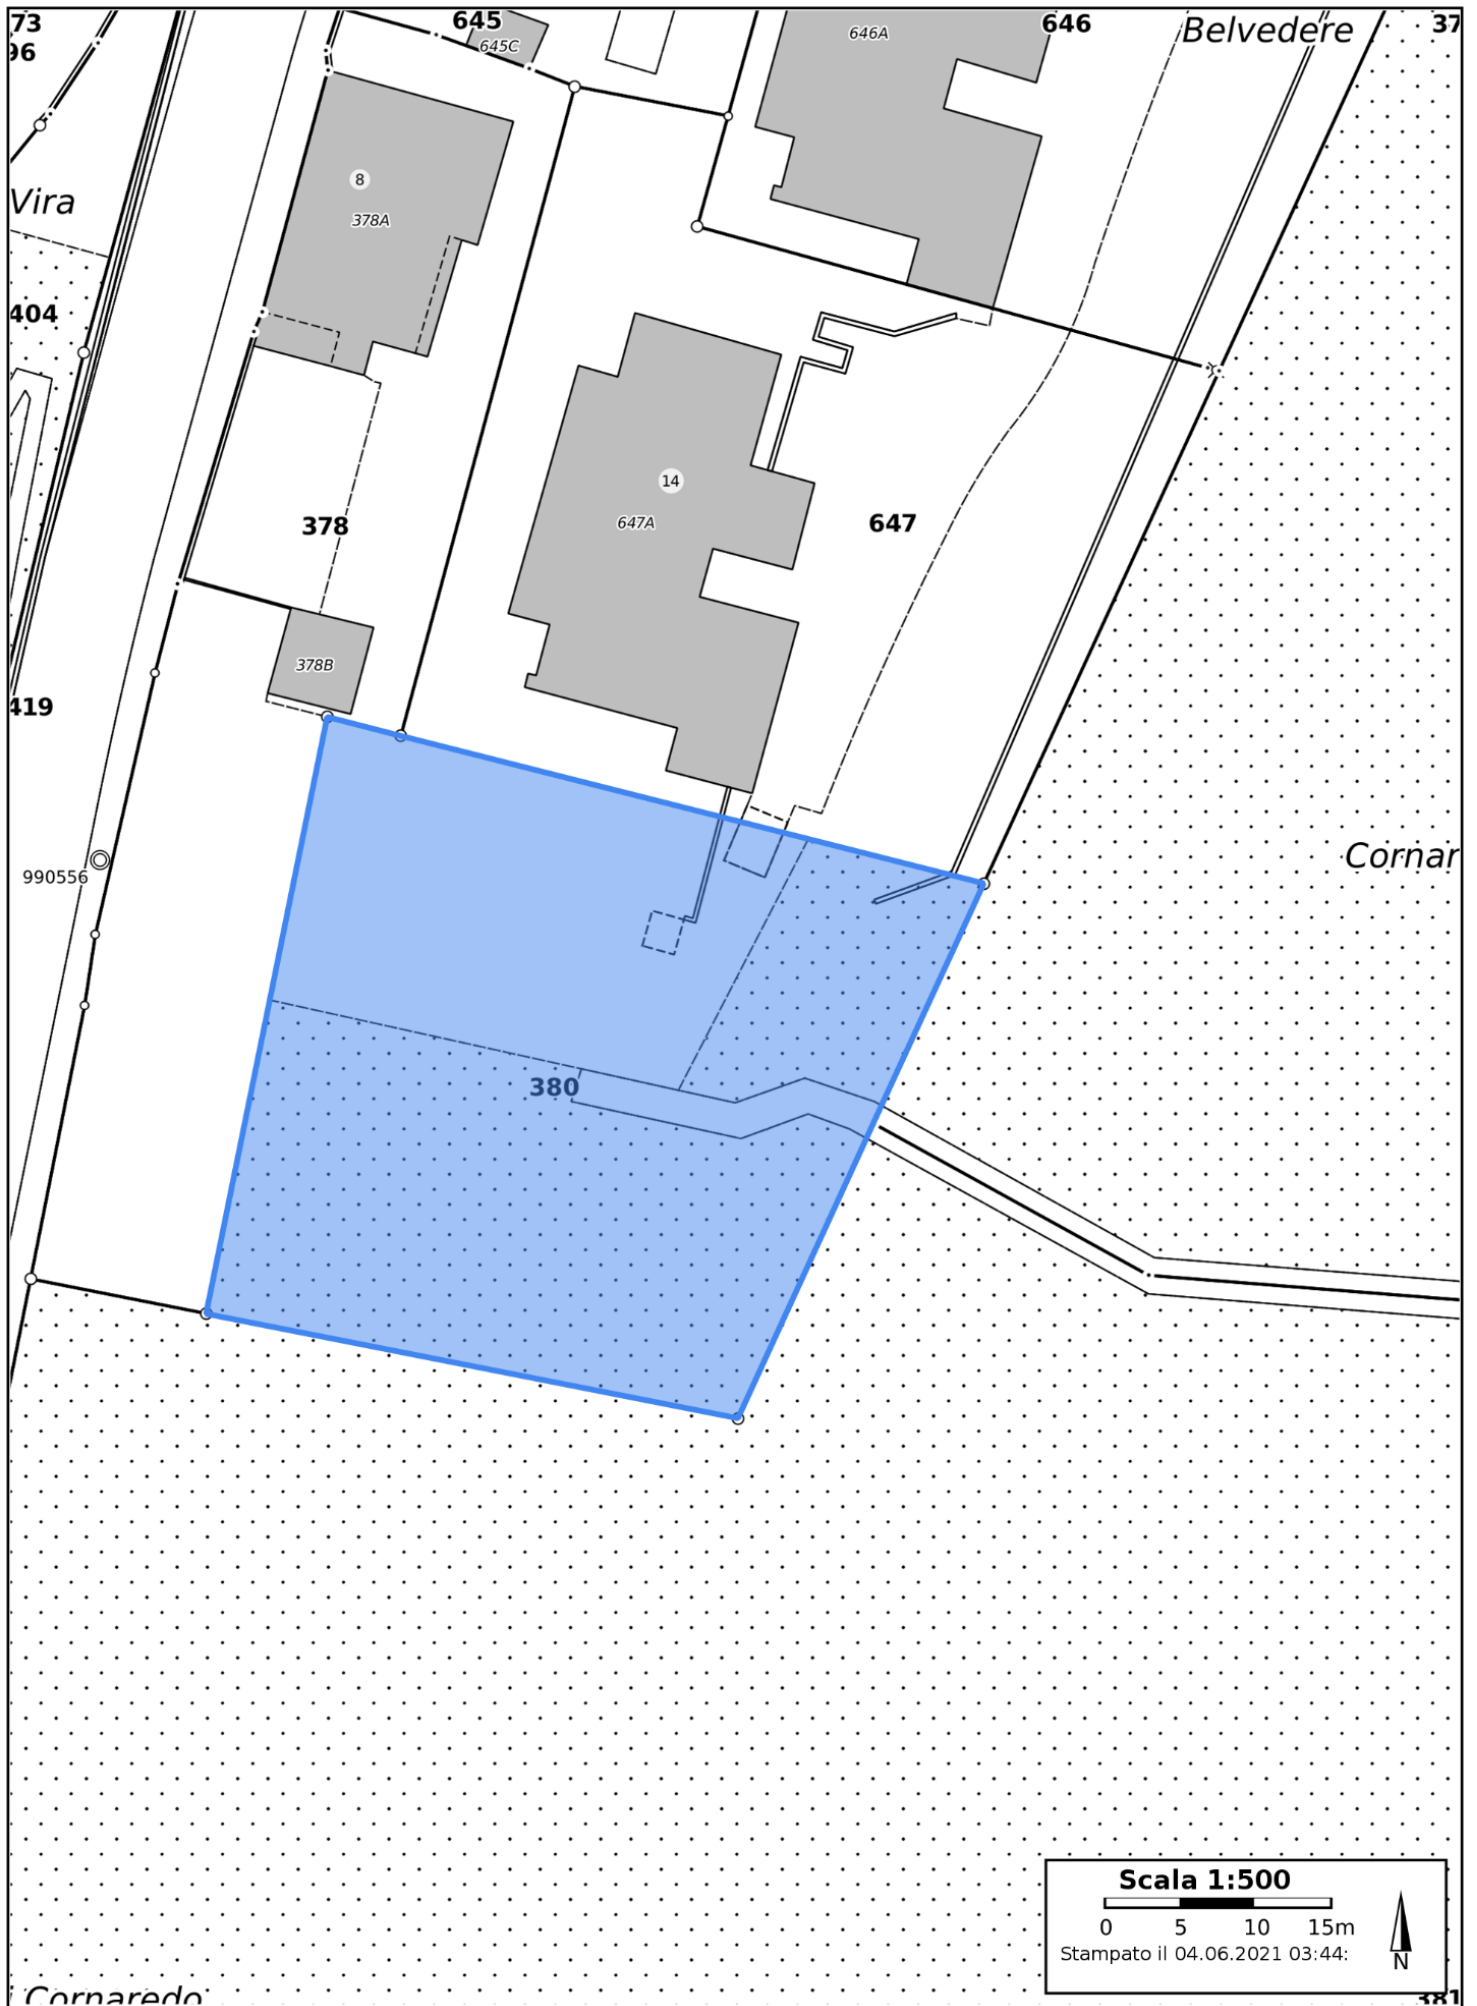 73
96
645
645C
646A
646
Belvedere
37
8
378A
Vira
404
14
647A
647
378
378B
419
990556
Cornar
380
Scala 1:500
0 5 10 15m
Stampato il 04.06.2021 03:44:
N
i Cornaredo
381